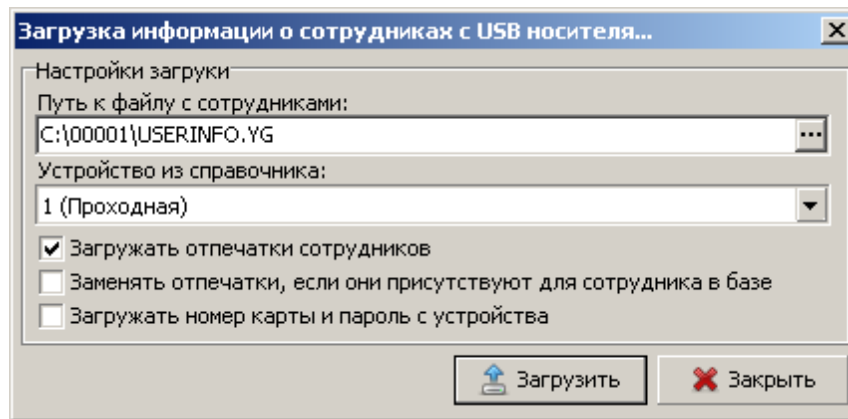 Загрузка информации о сотрудниках с USB носителя...
Настройки загруки
Путь к файлу с сотрудниками:
C:\00001\USERINFO.YG
...
Устройство из справочника:
1 (Проходная)
Загружать отпечатки сотрудников
Заменять отпечатки, если они присутствуют для сотрудника в базе
Загружать номер карты и пароль с устройства
Загрузить Закрыть